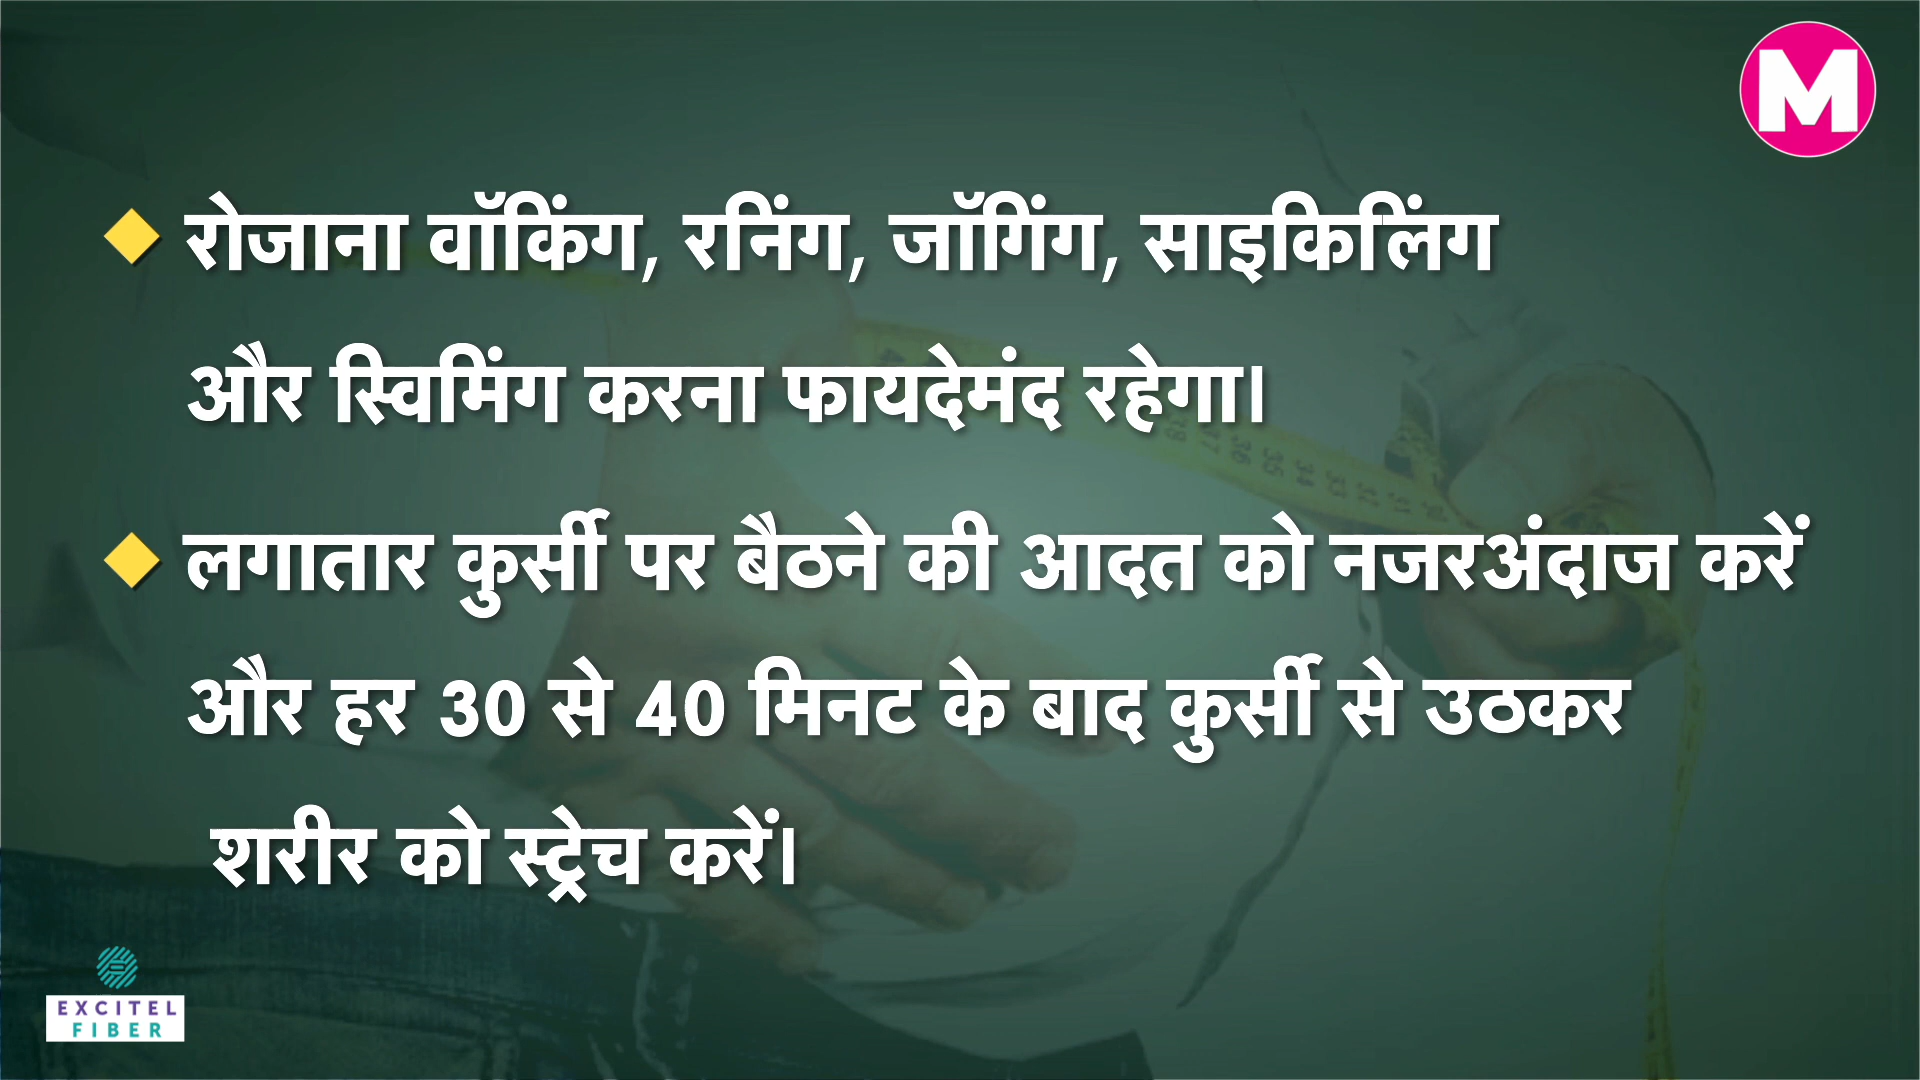 M
रोजाना वॉकिंग, रनिंग, जॉगिंग, साइकिलिंग
और स्विमिंग करना फायदेमंद रहेगा।
लगातार कुर्सी पर बैठने की आदत को नजरअंदाज करें
और हर 30 से 40 मिनट के बाद कुर्सी से उठकर
शरीर को स्ट्रेच करें।
EXCITEL
FIBER